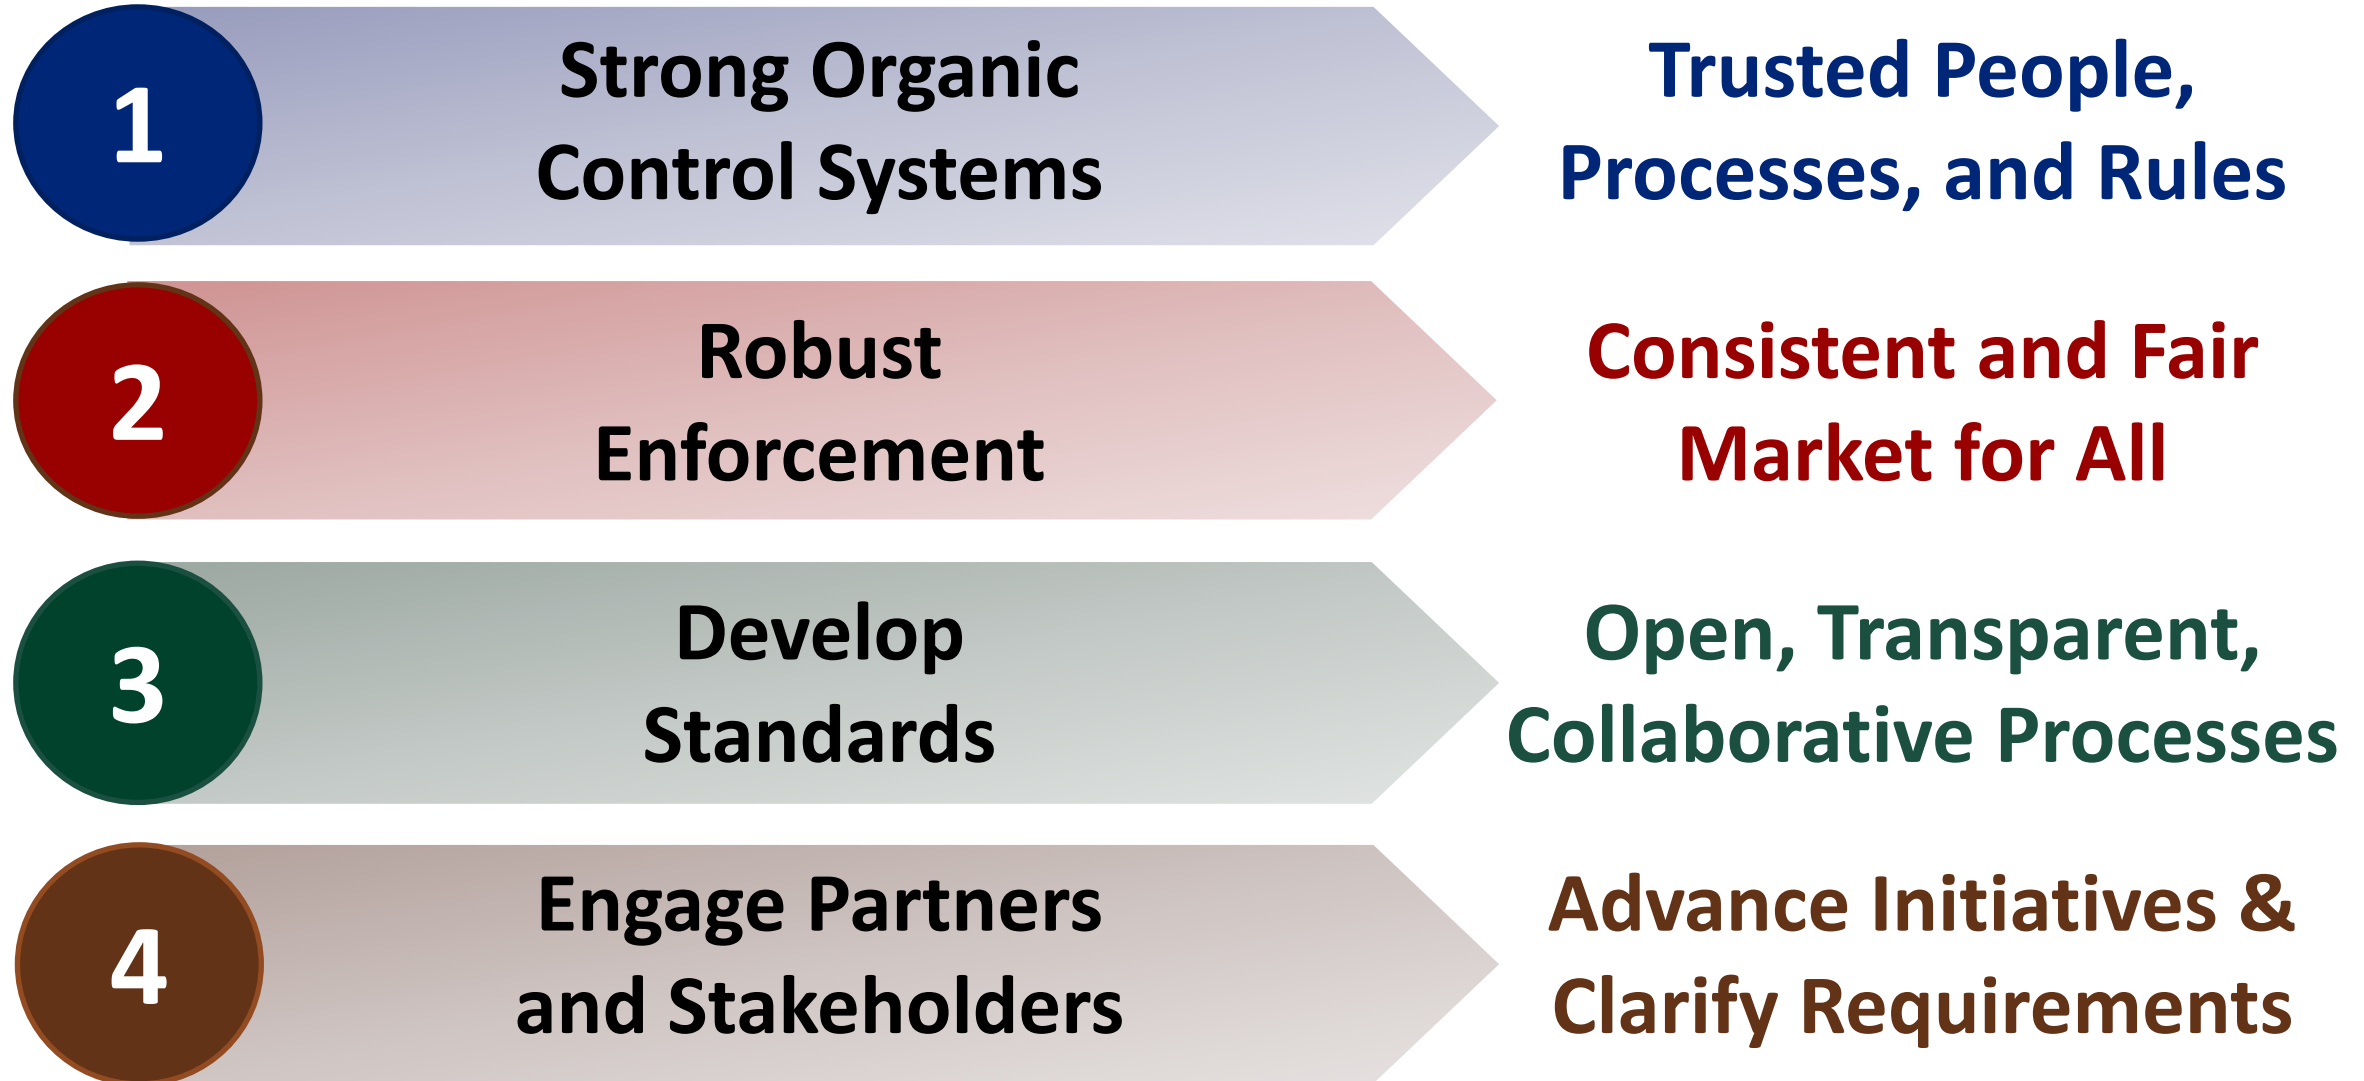 1
Strong Organic
Control Systems
Trusted People,
Processes, and Rules
2
Robust
Enforcement
Consistent and Fair
Market for All
3
Develop
Standards
Open, Transparent,
Collaborative Processes
4
Engage Partners
and Stakeholders
Advance Initiatives &
Clarify Requirements